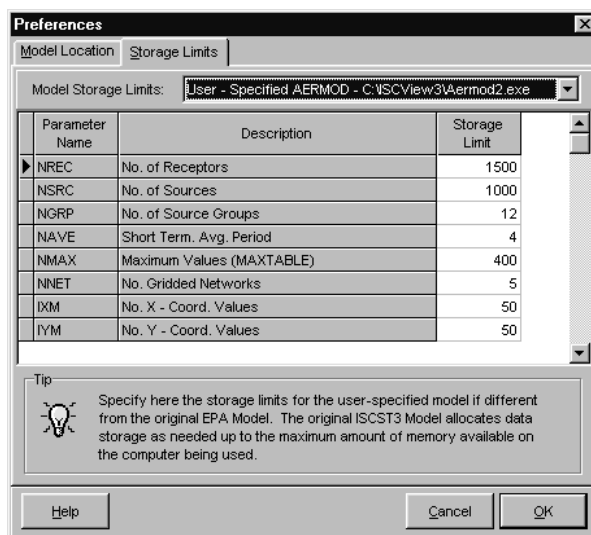 Preferences
Model Location Storage Limits
Model Storage Limits: User - Specified AERMOD - C:\ISCView3\Aermod2.exe
Parameter Name Description Storage Limit
NREC No. of Receptors 1500
NSRC No. of Sources 1000
NGRP No. of Source Groups 12
NAVE Short Term. Avg. Period 4
NMAX Maximum Values (MAXTABLE) 400
NNET No. Gridded Networks 5
IXM No. X - Coord. Values 50
IYM No. Y - Coord. Values 50
Tip
Specify here the storage limits for the user-specified model if different
from the original EPA Model. The original ISCST3 Model allocates data
storage as needed up to the maximum amount of memory available on
the computer being used.
Help Cancel OK